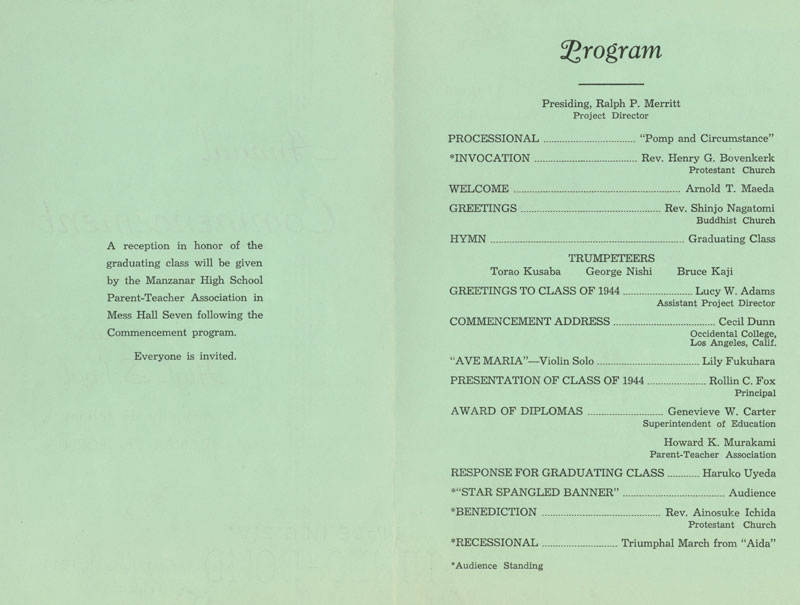 A reception in honor of the
graduating class will be given
by the Manzanar High School
Parent-Teacher Association in
Mess Hall Seven following the
Commencement program.
Everyone is invited.
Program
Presiding, Ralph P. Merritt
Project Director
PROCESSIONAL ........................ "Pomp and Circumstance"
*INVOCATION ........................ Rev. Henry G. Bovenkerk
Protestant Church
WELCOME ........................ Arnold T. Maeda
GREETINGS ........................ Rev. Shinjo Nagatomi
Buddhist Church
HYMN ........................ Graduating Class
TRUMPETEERS
Torao Kusaba George Nishi Bruce Kaji
GREETINGS TO CLASS OF 1944 ........................ Lucy W. Adams
Assistant Project Director
COMMENCEMENT ADDRESS ........................ Cecil Dunn
Occidental College,
Los Angeles, Calif.
"AVE MARIA"—Violin Solo ........................ Lily Fukuhara
PRESENTATION OF CLASS OF 1944 ................ Rollin C. Fox
Principal
AWARD OF DIPLOMAS .................... Genevieve W. Carter
Superintendent of Education
Howard K. Murakami
Parent-Teacher Association
RESPONSE FOR GRADUATING CLASS .......... Haruko Uyeda
*"STAR SPANGLED BANNER" ........................ Audience
*BENEDICTION ........................ Rev. Ainosuke Ichida
Protestant Church
*RECESSIONAL .................... Triumphal March from "Aida"
*Audience Standing